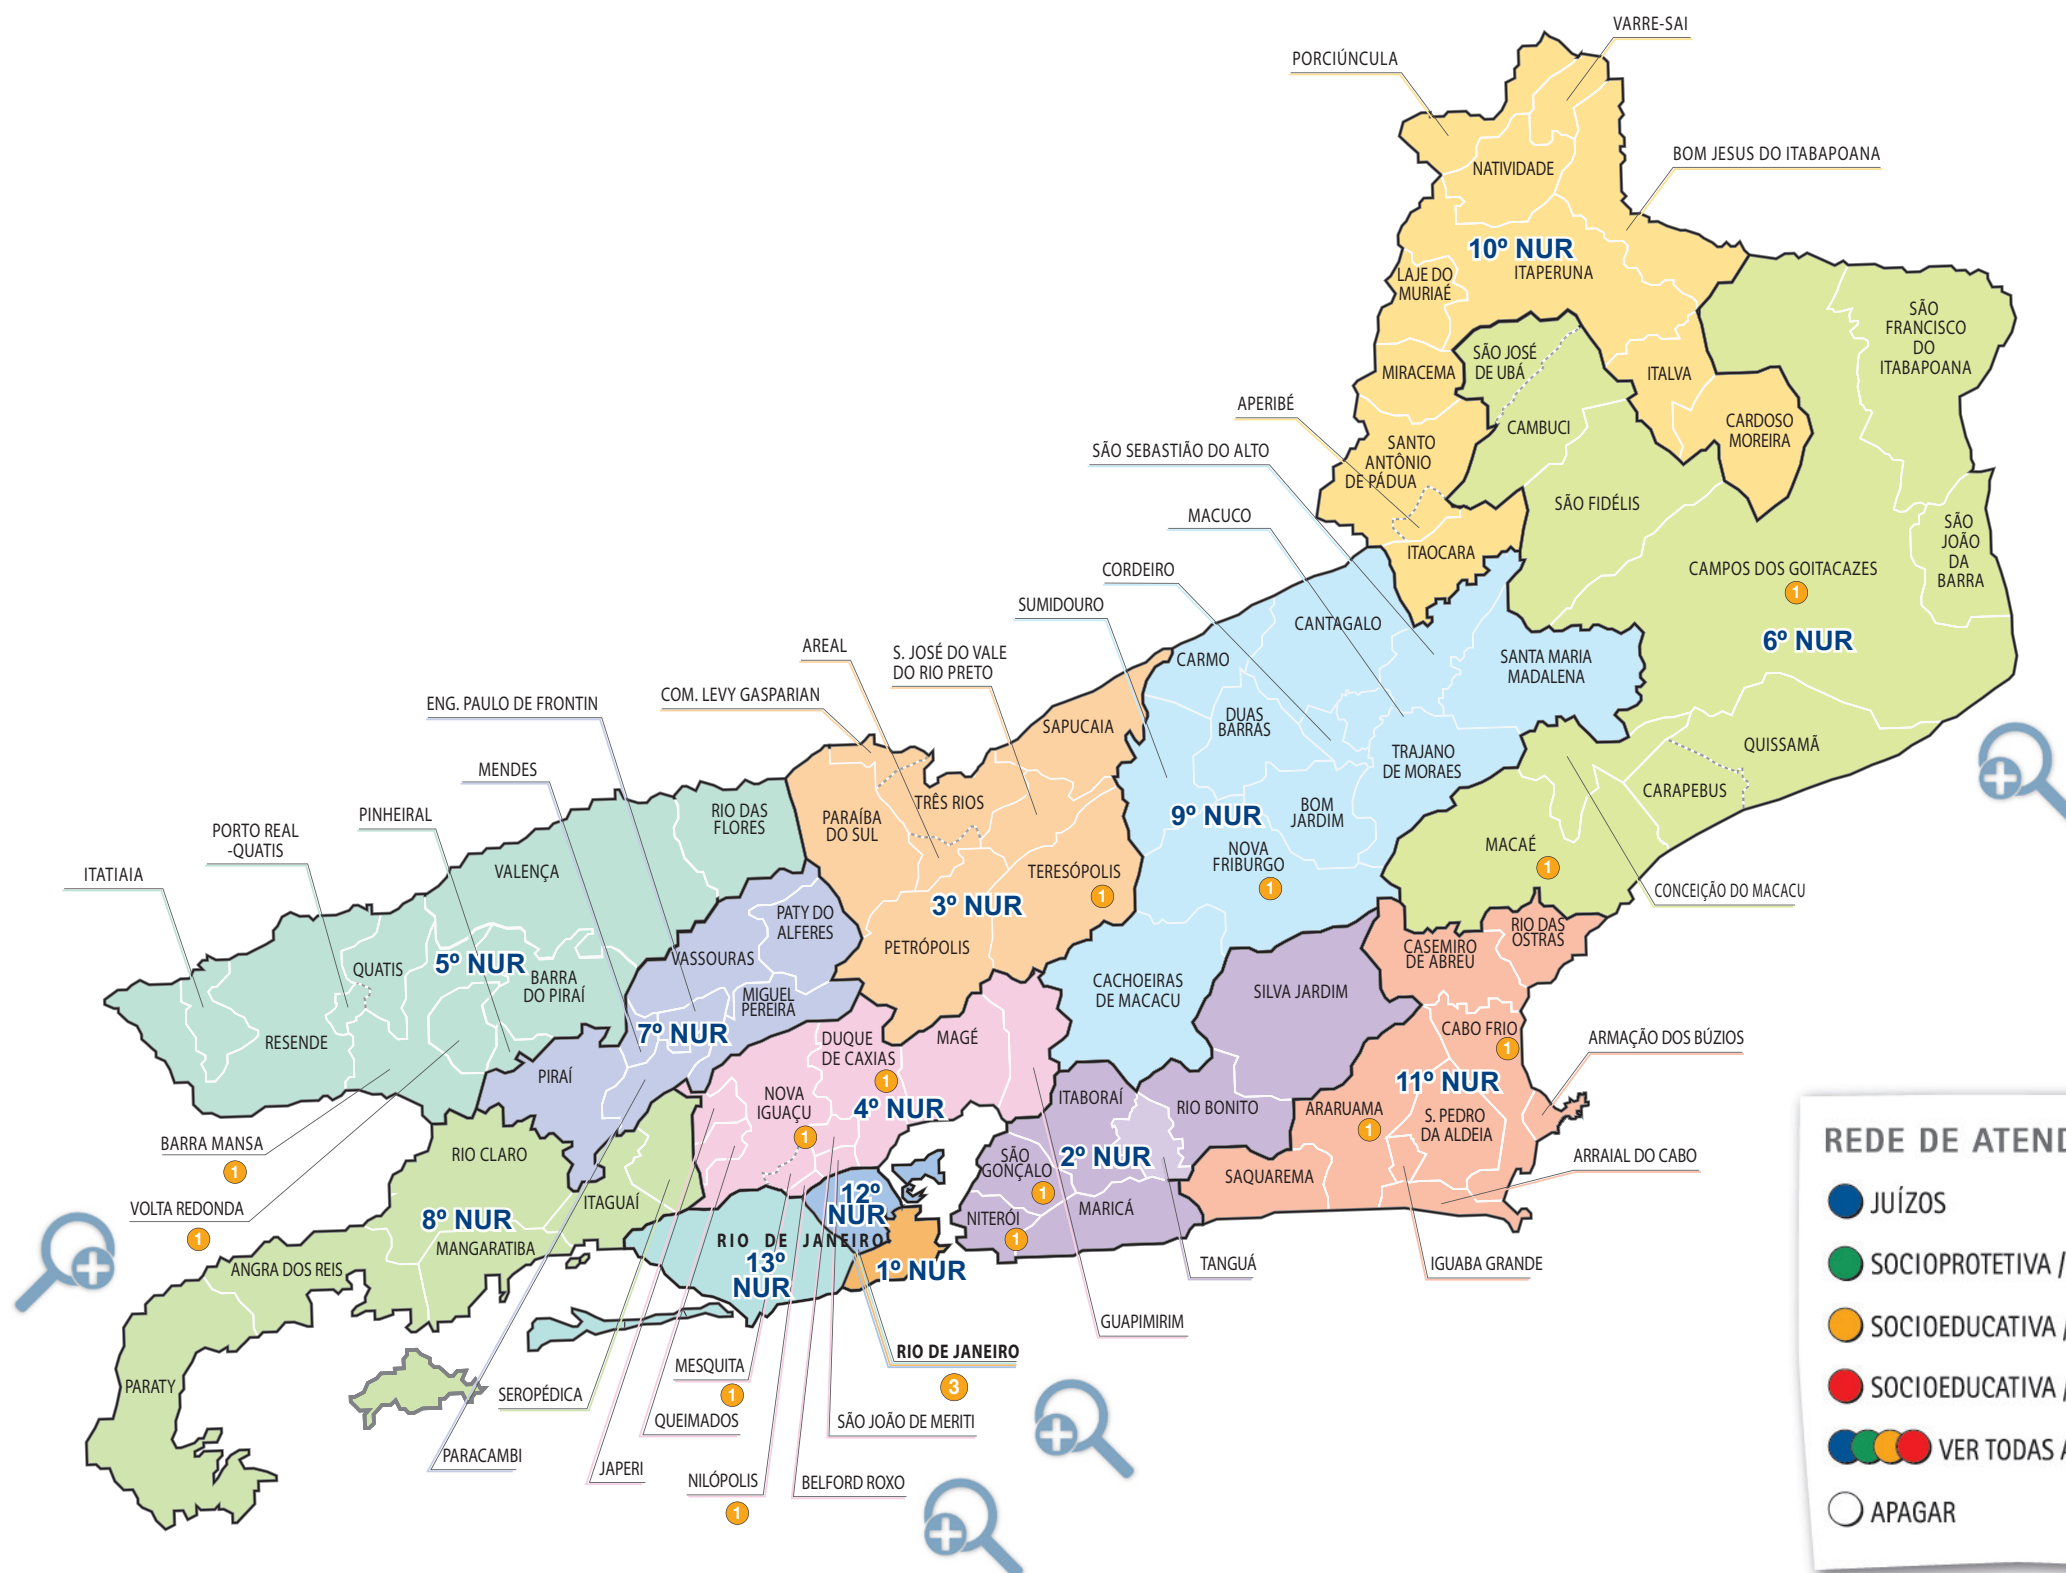 VARRE-SAI
PORCIÚNCULA
BOM JESUS DO ITABAPOANA
NATIVIDADE
10º NUR
ITAPERUNA
LAJE DO
MURIAÉ
SÃO
FRANCISCO
DO
ITABAPOANA
SÃO JOSÉ
DE UBÁ
MIRACEMA
ITALVA
APERIBÉ
CAMBUCI
CARDOSO
MOREIRA
SÃO SEBASTIÃO DO ALTO
SANTO
ANTÔNIO
DE PÁDUA
SÃO FIDÉLIS
MACUCO
ITAOCARA
SÃO
JOÃO
DA
BARRA
CAMPOS DOS GOITACAZES
1
6º NUR
CORDEIRO
SUMIDOURO
CANTAGALO
CARMO
SANTA MARIA
MADALENA
AREAL
S. JOSÉ DO VALE
DO RIO PRETO
COM. LEVY GASPARIAN
ENG. PAULO DE FRONTIN
SAPUCAIA
DUAS
BARRAS
TRAJANO
DE MORAES
QUISSAMÃ
CARAPEBUS
MENDES
PINHEIRAL
PORTO REAL
-QUATIS
ITATIAIA
RIO DAS
FLORES
PARAÍBA
DO SUL
TRÊS RIOS
9º NUR
BOM
JARDIM
NOVA
FRIBURGO
1
MACAÉ
1
CONCEIÇÃO DO MACACU
VALENÇA
TERESÓPOLIS
1
3º NUR
PETRÓPOLIS
PATY DO
ALFERES
VASSOURAS
MIGUEL
PEREIRA
7º NUR
5º NUR
QUATIS
BARRA
DO PIRAÍ
RESENDE
PIRAÍ
CACHOEIRAS
DE MACACU
SILVA JARDIM
CASEMIRO
DE ABREU
RIO DAS
OSTRAS
CABO FRIO
1
ARMAÇÃO DOS BÚZIOS
11º NUR
DUQUE
DE CAXIAS
1
MAGÉ
NOVA
IGUAÇU
1
4º NUR
ITABORAÍ
RIO BONITO
ARARUAMA
1
S. PEDRO
DA ALDEIA
ARRAIAL DO CABO
SAQUAREMA
IGUABA GRANDE
BARRA MANSA
1
VOLTA REDONDA
1
RIO CLARO
8º NUR
MANGARATIBA
ITAGUAÍ
ANGRA DOS REIS
PARATY
SÃO
GONÇALO
1
2º NUR
NITERÓI
1
MARICÁ
TANGUÁ
GUAPIMIRIM
12º
NUR
RIO DE JANEIRO
13º
NUR
1º NUR
RIO DE JANEIRO
3
MESQUITA
1
SEROPÉDICA
QUEIMADOS
SÃO JOÃO DE MERITI
PARACAMBI
JAPERI
NILÓPOLIS
1
BELFORD ROXO
REDE DE ATEND
JUÍZOS
SOCIOPROTETIVA /
SOCIOEDUCATIVA /
SOCIOEDUCATIVA /
VER TODAS A
APAGAR